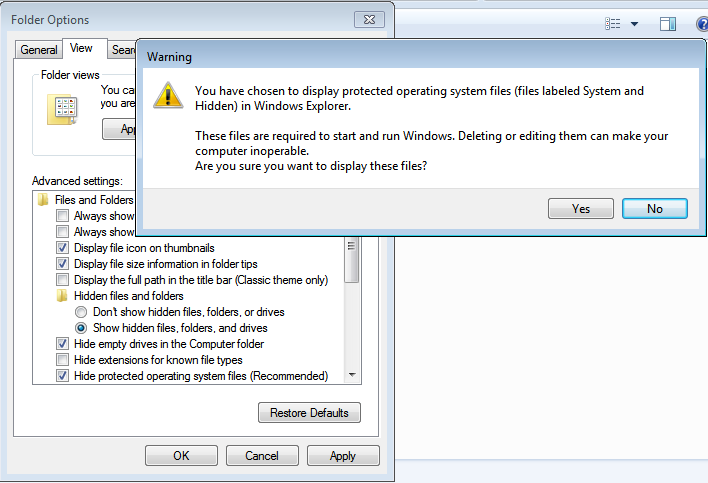 Folder Options
General
View
Folder views
Advanced settings:
Files and Folders
Always show
Always show
Display file icon on thumbnails
Display file size information in folder tips
Display the full path in the title bar (Classic theme only)
Hidden files and folders
Don't show hidden files, folders, or drives
Show hidden files, folders, and drives
Hide empty drives in the Computer folder
Hide extensions for known file types
Hide protected operating system files (Recommended)
Restore Defaults
OK
Cancel
Apply
Warning
You have chosen to display protected operating system files (files labeled System and
Hidden) in Windows Explorer.
These files are required to start and run Windows. Deleting or editing them can make your
computer inoperable.
Are you sure you want to display these files?
Yes
No